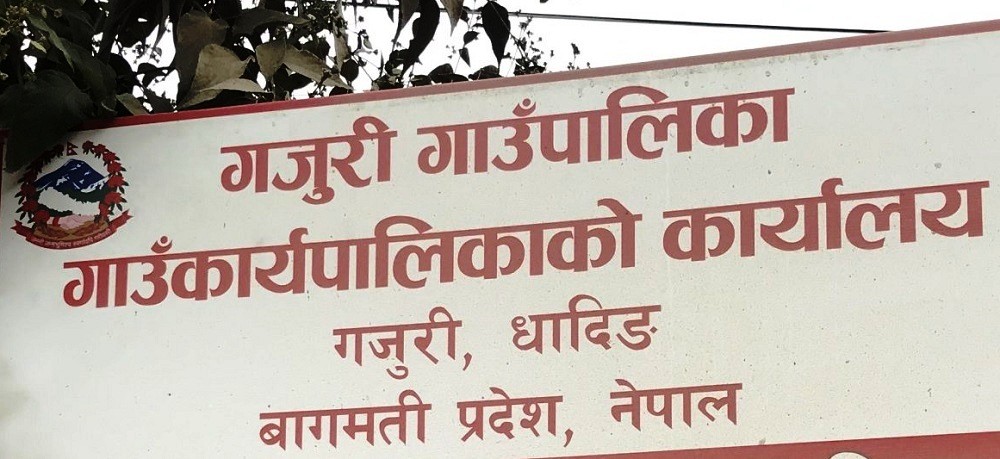 गजुरी गाउँपालिका
गाउँकार्यपालिकाको कार्यालय
गजुरी, धादिङ
बागमती प्रदेश, नेपाल